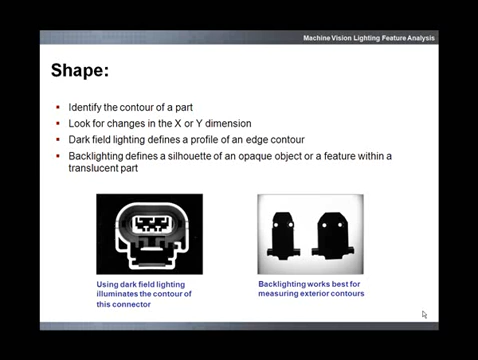 Machine Vision Lighting Feature Analysis
Shape:
Identify the contour of a part
Look for changes in the X or Y dimension
Dark field lighting defines a profile of an edge contour
Backlighting defines a silhouette of an opaque object or a feature within a
translucent part
Using dark field lighting
illuminates the contour of
this connector
Backlighting works best for
measuring exterior contours